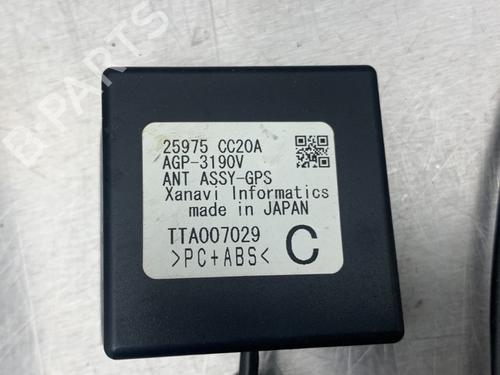 25975 CC20A
AGP-3190V
ANT ASSY-GPS
Xanavi Informatics
made in JAPAN
TTA007029
>PC+ABS<
C
B-PARTS